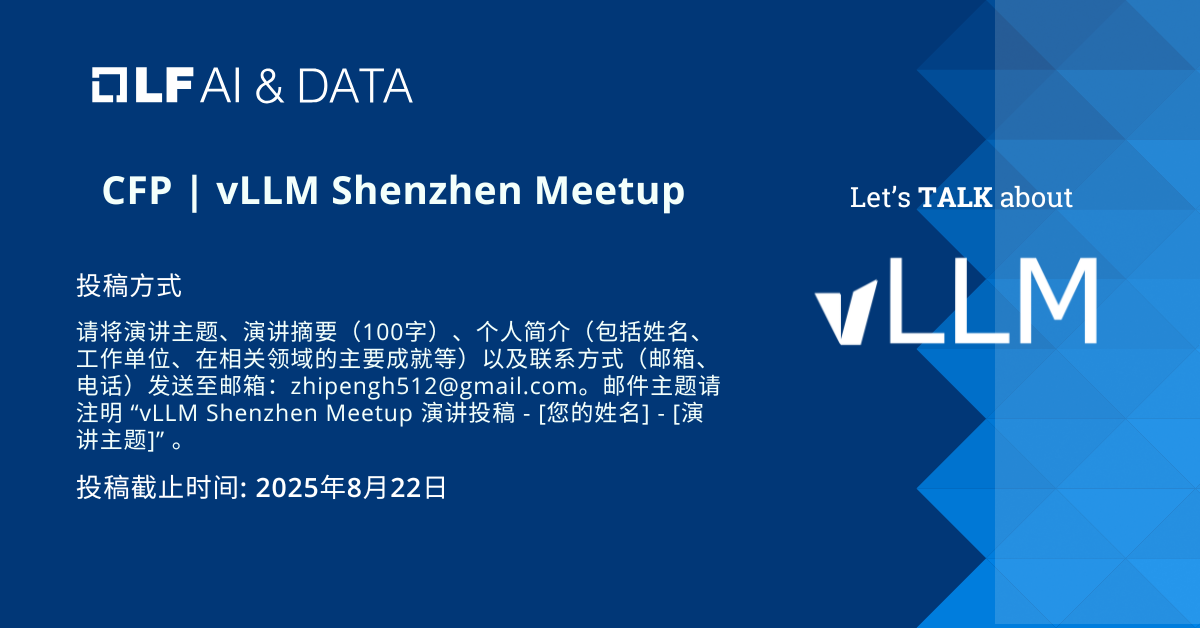 LF AI & DATA
CFP | vLLM Shenzhen Meetup
Let’s TALK about
vLLM
投稿方式
请将演讲主题、演讲摘要（100字）、个人简介（包括姓名、
工作单位、在相关领域的主要成就等）以及联系方式（邮箱、
电话）发送至邮箱：zhipengh512@gmail.com。邮件主题请
注明 “vLLM Shenzhen Meetup 演讲投稿 - [您的姓名] - [演
讲主题]” 。
投稿截止时间: 2025年8月22日